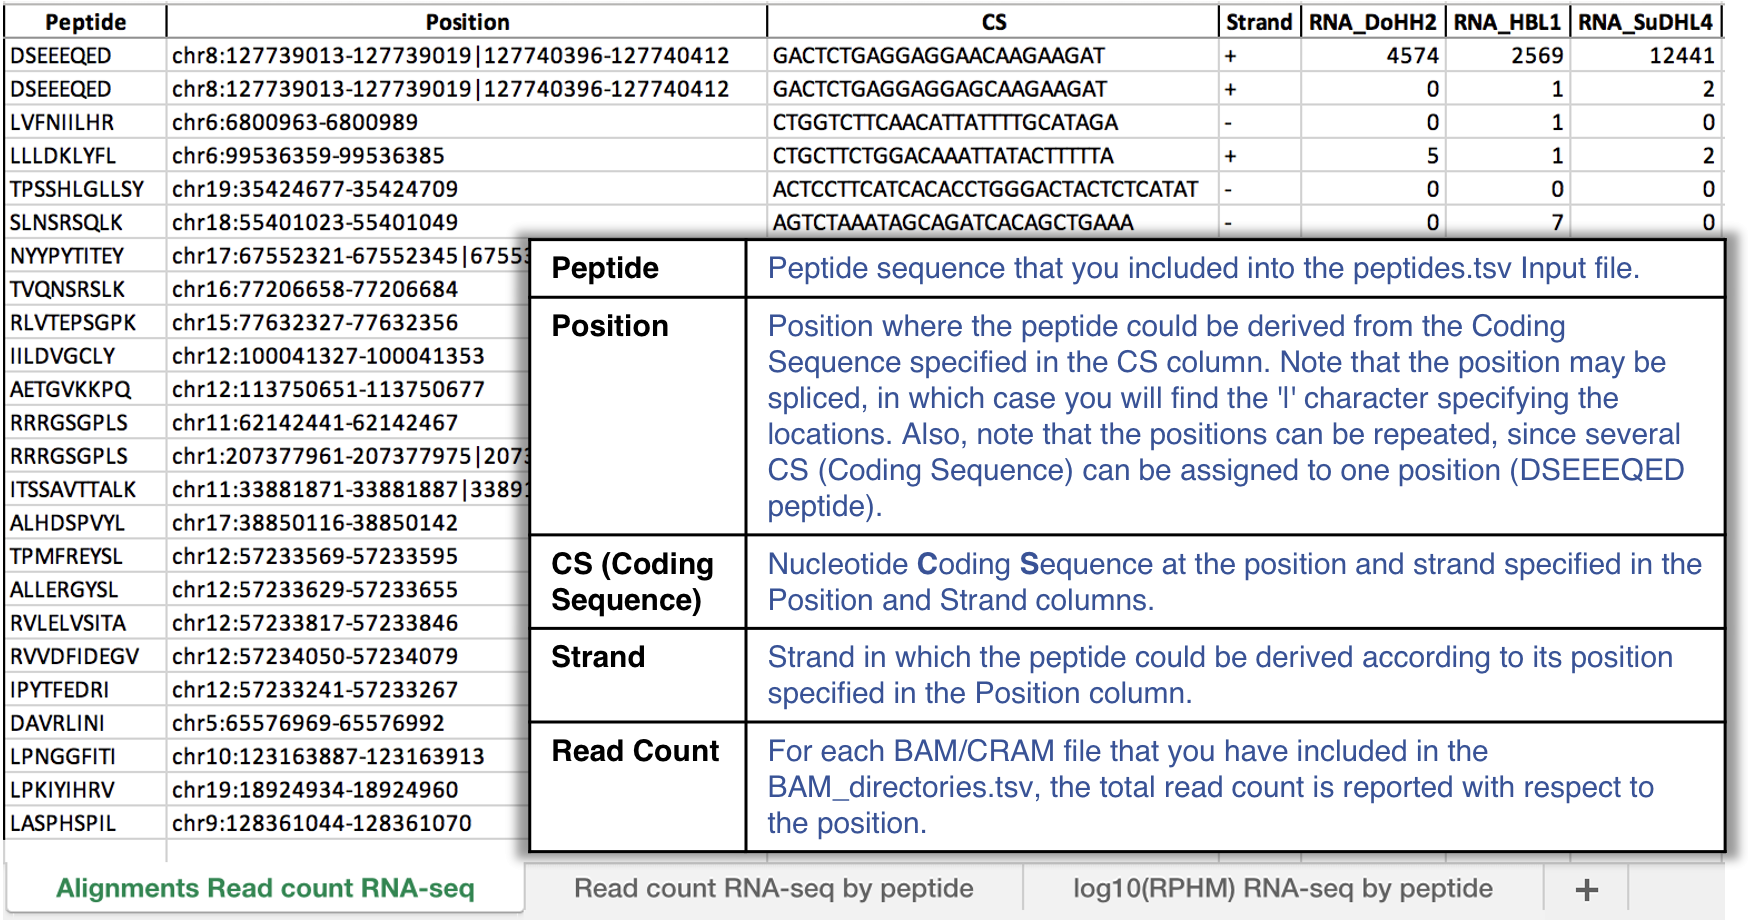 Peptide Position CS Strand RNA_DoHH2 RNA_HBL1 RNA_SuDHL4
DSEEEQED chr8:127739013-127739019|127740396-127740412 GACTCTGAGGAGGAACAAGAAGAT + 4574 2569 12441
DSEEEQED chr8:127739013-127739019|127740396-127740412 GACTCTGAGGAGGAGCAAGAAGAT + 0 1 2
LVFNIILHR chr6:6800963-6800989 CTGGTCTTCAACATTATTTTGCATAGA - 0 1 0
LLLDKLYFL chr6:99536359-99536385 CTGCTTCTGGACAAATTATACTTTTTA + 5 1 2
TPSSHLGLLSY chr19:35424677-35424709 ACTCCTTCATCACACCTGGGACTACTCTCATAT - 0 0 0
SLNSRSQLK chr18:55401023-55401049 AGTCTAAATAGCAGATCACAGCTGAAA - 0 7 0
NYYPYTITEY chr17:67552321-67552345|67553
TVQNSRSLK chr16:77206658-77206684
RLVTEPSGPK chr15:77632327-77632356
IILDVGCLY chr12:100041327-100041353
AETGVKKPQ chr12:113750651-113750677
RRRGSGPLS chr11:62142441-62142467
RRRGSGPLS chr1:207377961-207377975|2073
ITSSAVTTALK chr11:33881871-33881887|33891
ALHDSPVYL chr17:38850116-38850142
TPMFREYSL chr12:57233569-57233595
ALLERGYSL chr12:57233629-57233655
RVLELVSITA chr12:57233817-57233846
RVVDFIDEGV chr12:57234050-57234079
IPYTFEDRI chr12:57233241-57233267
DAVRLINI chr5:65576969-65576992
LPNGGFITI chr10:123163887-123163913
LPKIYIHRV chr19:18924934-18924960
LASPHSPIL chr9:128361044-128361070
Peptide Peptide sequence that you included into the peptides.tsv Input file.
Position Position where the peptide could be derived from the Coding
Sequence specified in the CS column. Note that the position may be
spliced, in which case you will find the 'l' character specifying the
locations. Also, note that the positions can be repeated, since several
CS (Coding Sequence) can be assigned to one position (DSEEEQED
peptide).
CS (Coding Nucleotide Coding Sequence at the position and strand specified in the
Sequence) Position and Strand columns.
Strand Strand in which the peptide could be derived according to its position
specified in the Position column.
Read Count For each BAM/CRAM file that you have included in the
BAM_directories.tsv, the total read count is reported with respect to
the position.
Alignments Read count RNA-seq Read count RNA-seq by peptide log10(RPHM) RNA-seq by peptide +